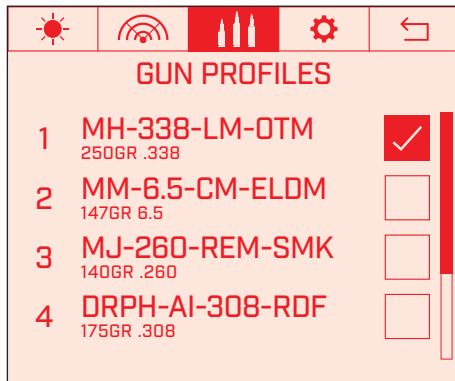 GUN PROFILES
1 MH-338-LM-OTM
250GR .338
2 MM-6.5-CM-ELDM
147GR 6.5
3 MJ-260-REM-SMK
140GR .260
4 DRPH-AI-308-RDF
175GR .308